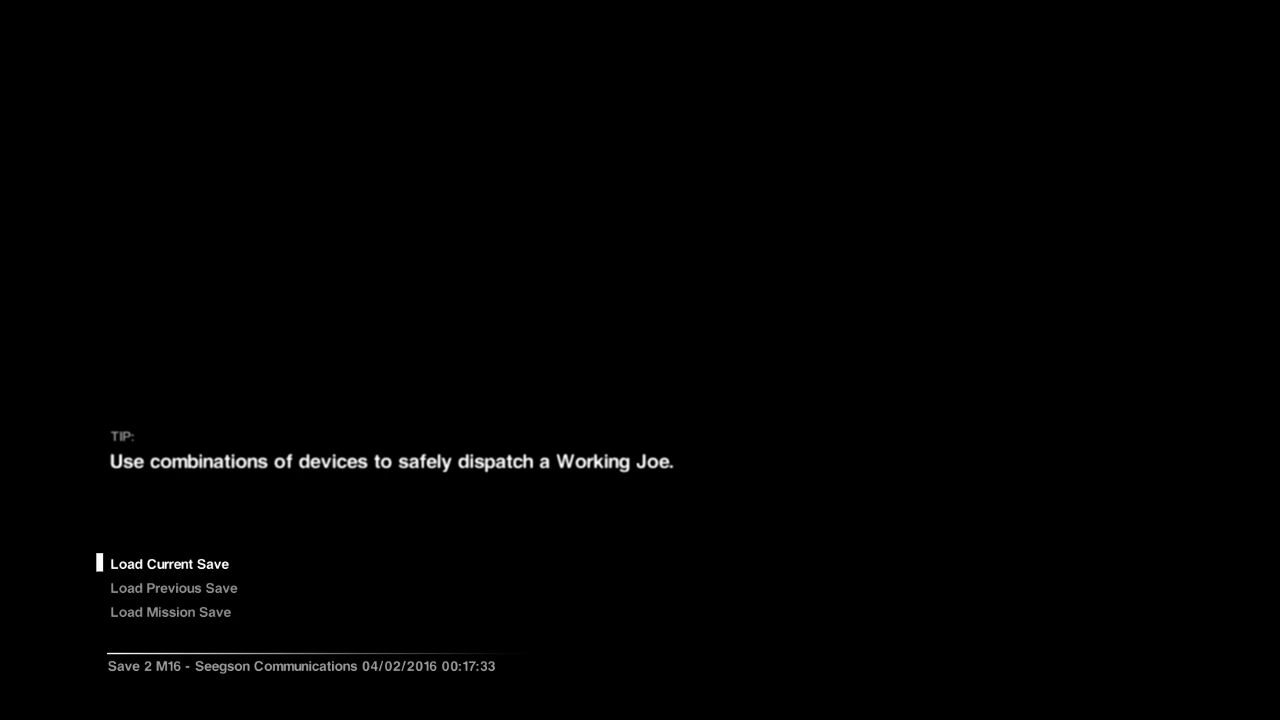 TIP:
Use combinations of devices to safely dispatch a Working Joe.
Load Current Save
Load Previous Save
Load Mission Save
Save 2 M16 - Seegson Communications 04/02/2016 00:17:33